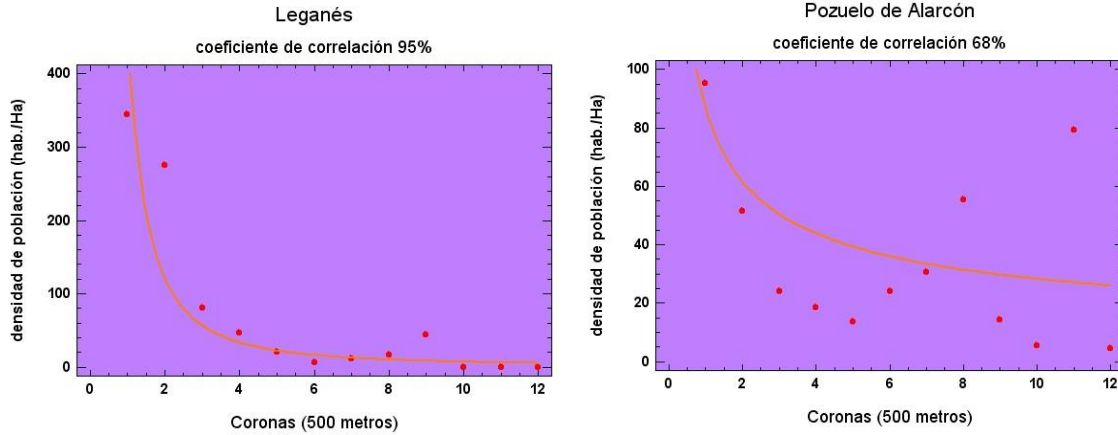 Leganés
coeficiente de correlación 95%
densidad de población (hab./Ha)
400
300
200
100
0
0 2 4 6 8 10 12
Coronas (500 metros)
Pozuelo de Alarcón
coeficiente de correlación 68%
densidad de población (hab./Ha)
100
80
60
40
20
0
0 2 4 6 8 10 12
Coronas (500 metros)